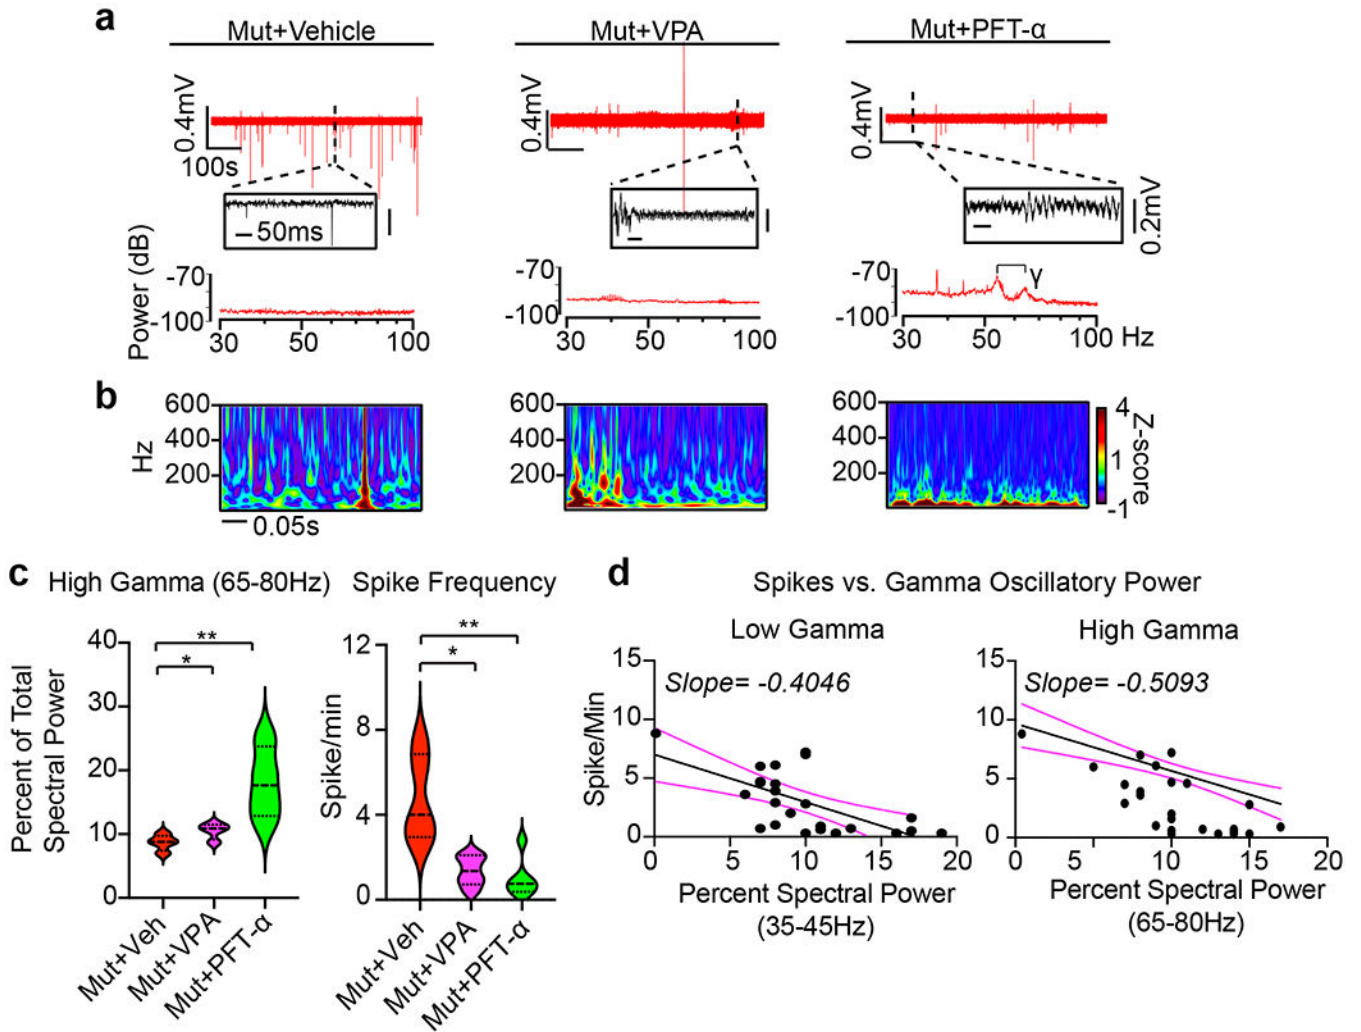 a
Mut+Vehicle
Mut+VPA
Mut+PFT-α
0.4mV
100s
50ms
0.4mV
0.4mV
0.2mV
Power (dB)
-70
-100
30 50 100
-70
-100
30 50 100
-70
-100
γ
30 50 100 Hz
b
Hz
600
400
200
0.05s
600
400
200
600
400
200
4
1
-1
Z-score
c
High Gamma (65-80Hz)
Percent of Total
Spectral Power
40
30
20
10
0
**
*
Mut+Veh
Mut+VPA
Mut+PFT-α
Spike Frequency
Spike/min
12
8
4
0
**
*
Mut+Veh
Mut+VPA
Mut+PFT-α
d
Spikes vs. Gamma Oscillatory Power
Low Gamma
Slope= -0.4046
Spike/Min
15
10
5
0
0 5 10 15 20
Percent Spectral Power
(35-45Hz)
High Gamma
Slope= -0.5093
15
10
5
0
0 5 10 15 20
Percent Spectral Power
(65-80Hz)